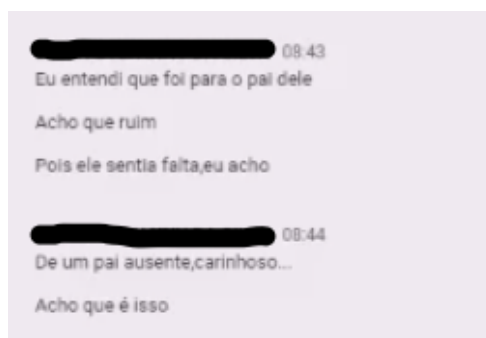 08:43
Eu entendi que foi para o pai dele
Acho que ruim
Pois ele sentia falta,eu acho
08:44
De um pai ausente,carinhoso...
Acho que é isso